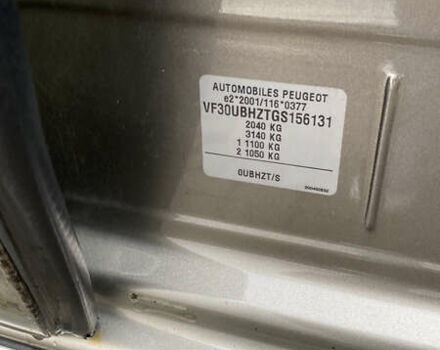 AUTOMOBILES PEUGEOT
e2*2001/116*0377
VF30UBHZTGS156131
2040 KG
3140 KG
1 1100 KG
2 1050 KG
0UBHZT/S